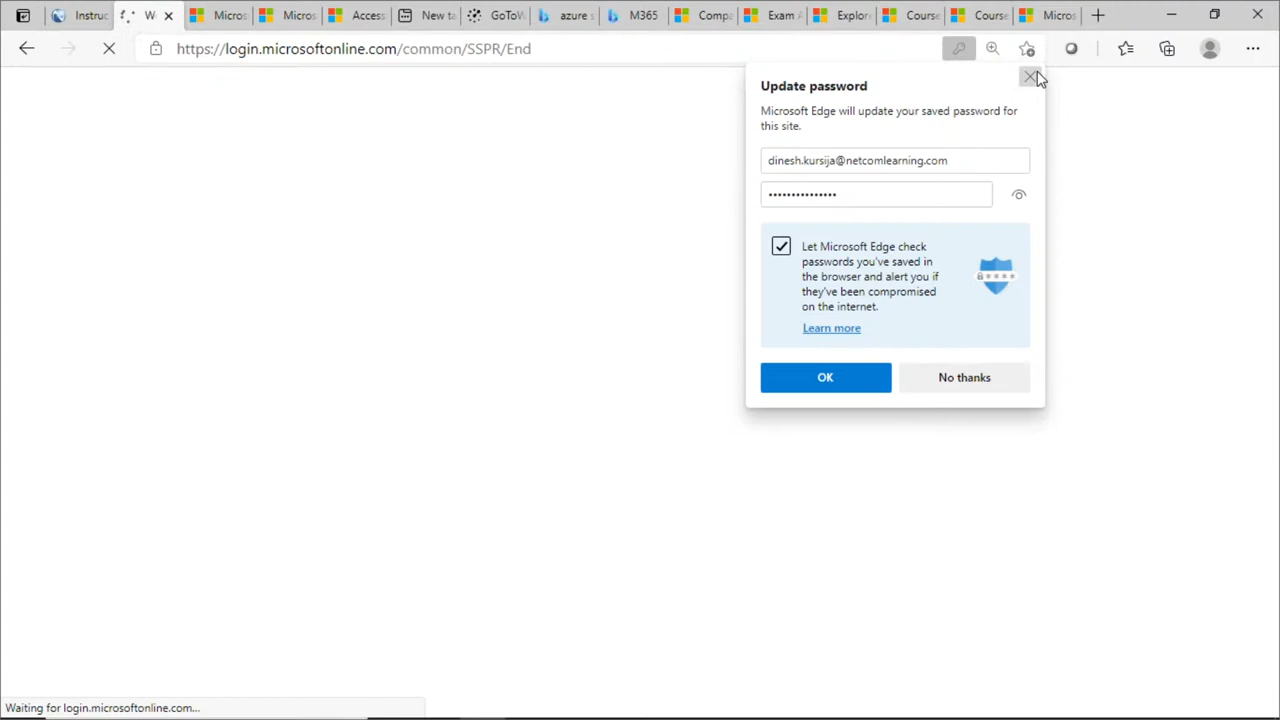 Instruc
We
Micros
Micros
Access
New ta
GoToW
azure s
M365
Compa
Exam A
Explor
Course
Course
Micros
https://login.microsoftonline.com/common/SSPR/End
Update password
Microsoft Edge will update your saved password for
this site.
dinesh.kursija@netcomlearning.com
•••••••••••••••
Let Microsoft Edge check
passwords you've saved in
the browser and alert you if
they've been compromised
on the internet.
Learn more
OK
No thanks
Waiting for login.microsoftonline.com...